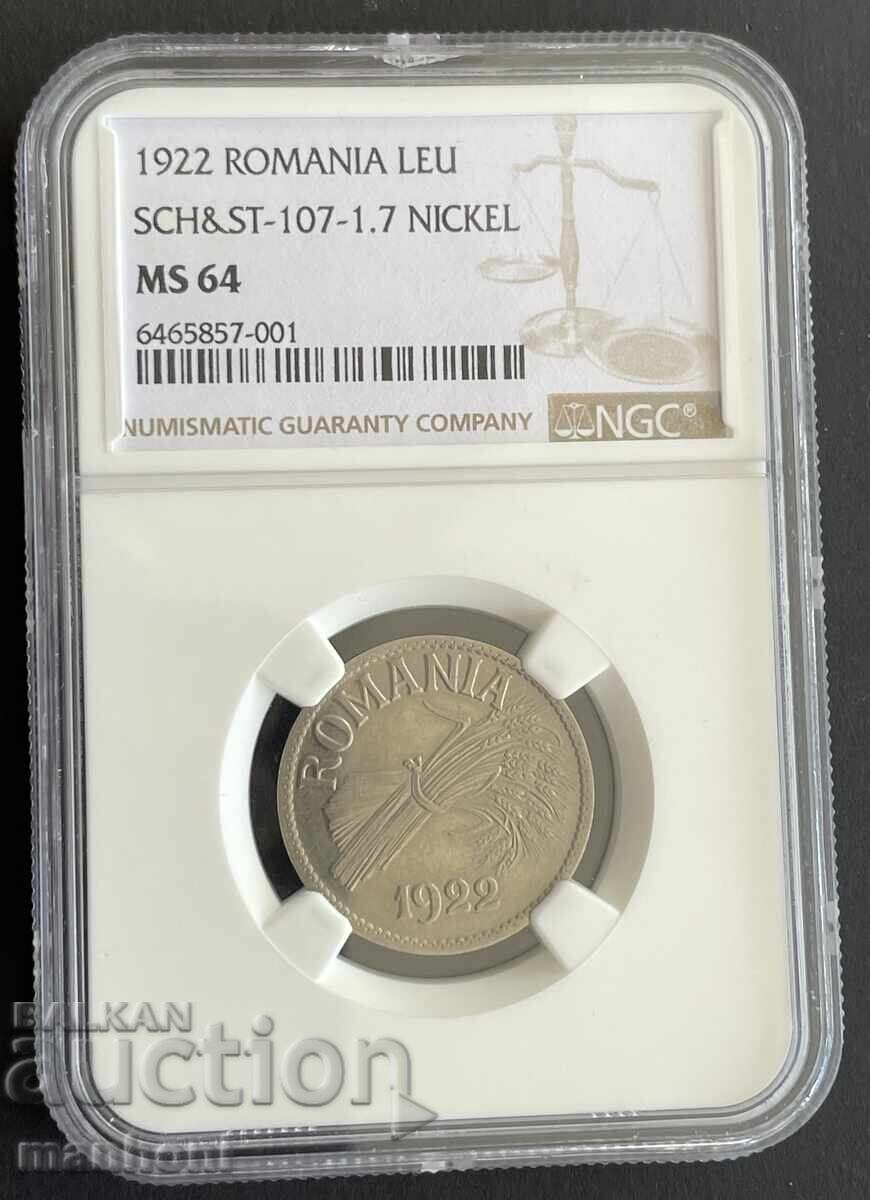 1922 ROMANIA LEU
SCH&ST-107-1.7 NICKEL
MS 64
6465857-001
NUMISMATIC GUARANTY COMPANY NGC®
ROMANIA
1922
BALKAN
auction
manhoni